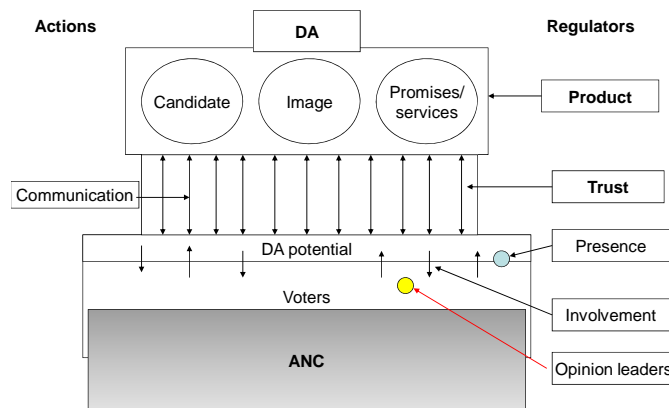 Actions
DA
Regulators
Candidate
Image
Promises/
services
Product
Communication
Trust
DA potential
Presence
Voters
Involvement
ANC
Opinion leaders